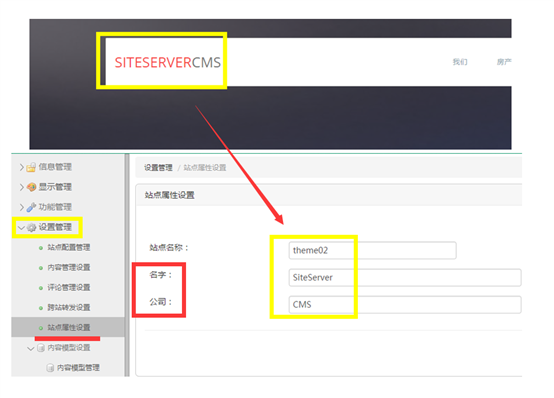 SITESERVERCMS
我们
房产
信息管理
显示管理
功能管理
设置管理
站点配置管理
内容管理设置
评论管理设置
跨站转发设置
站点属性设置
内容模型设置
内容模型管理
设置管理 / 站点属性设置
站点属性设置
站点名称：
theme02
名字：
SIteServer
公司：
CMS